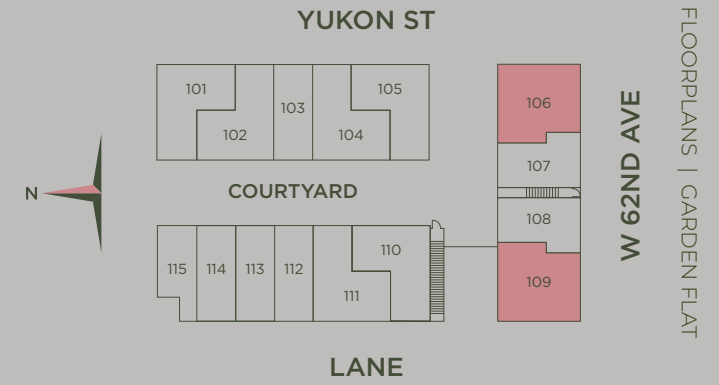 YUKON ST
101
102
103
104
105
106
107
108
109
COURTYARD
N
115
114
113
112
111
110
LANE
W 62ND AVE
FLOORPLANS | GARDEN FLAT